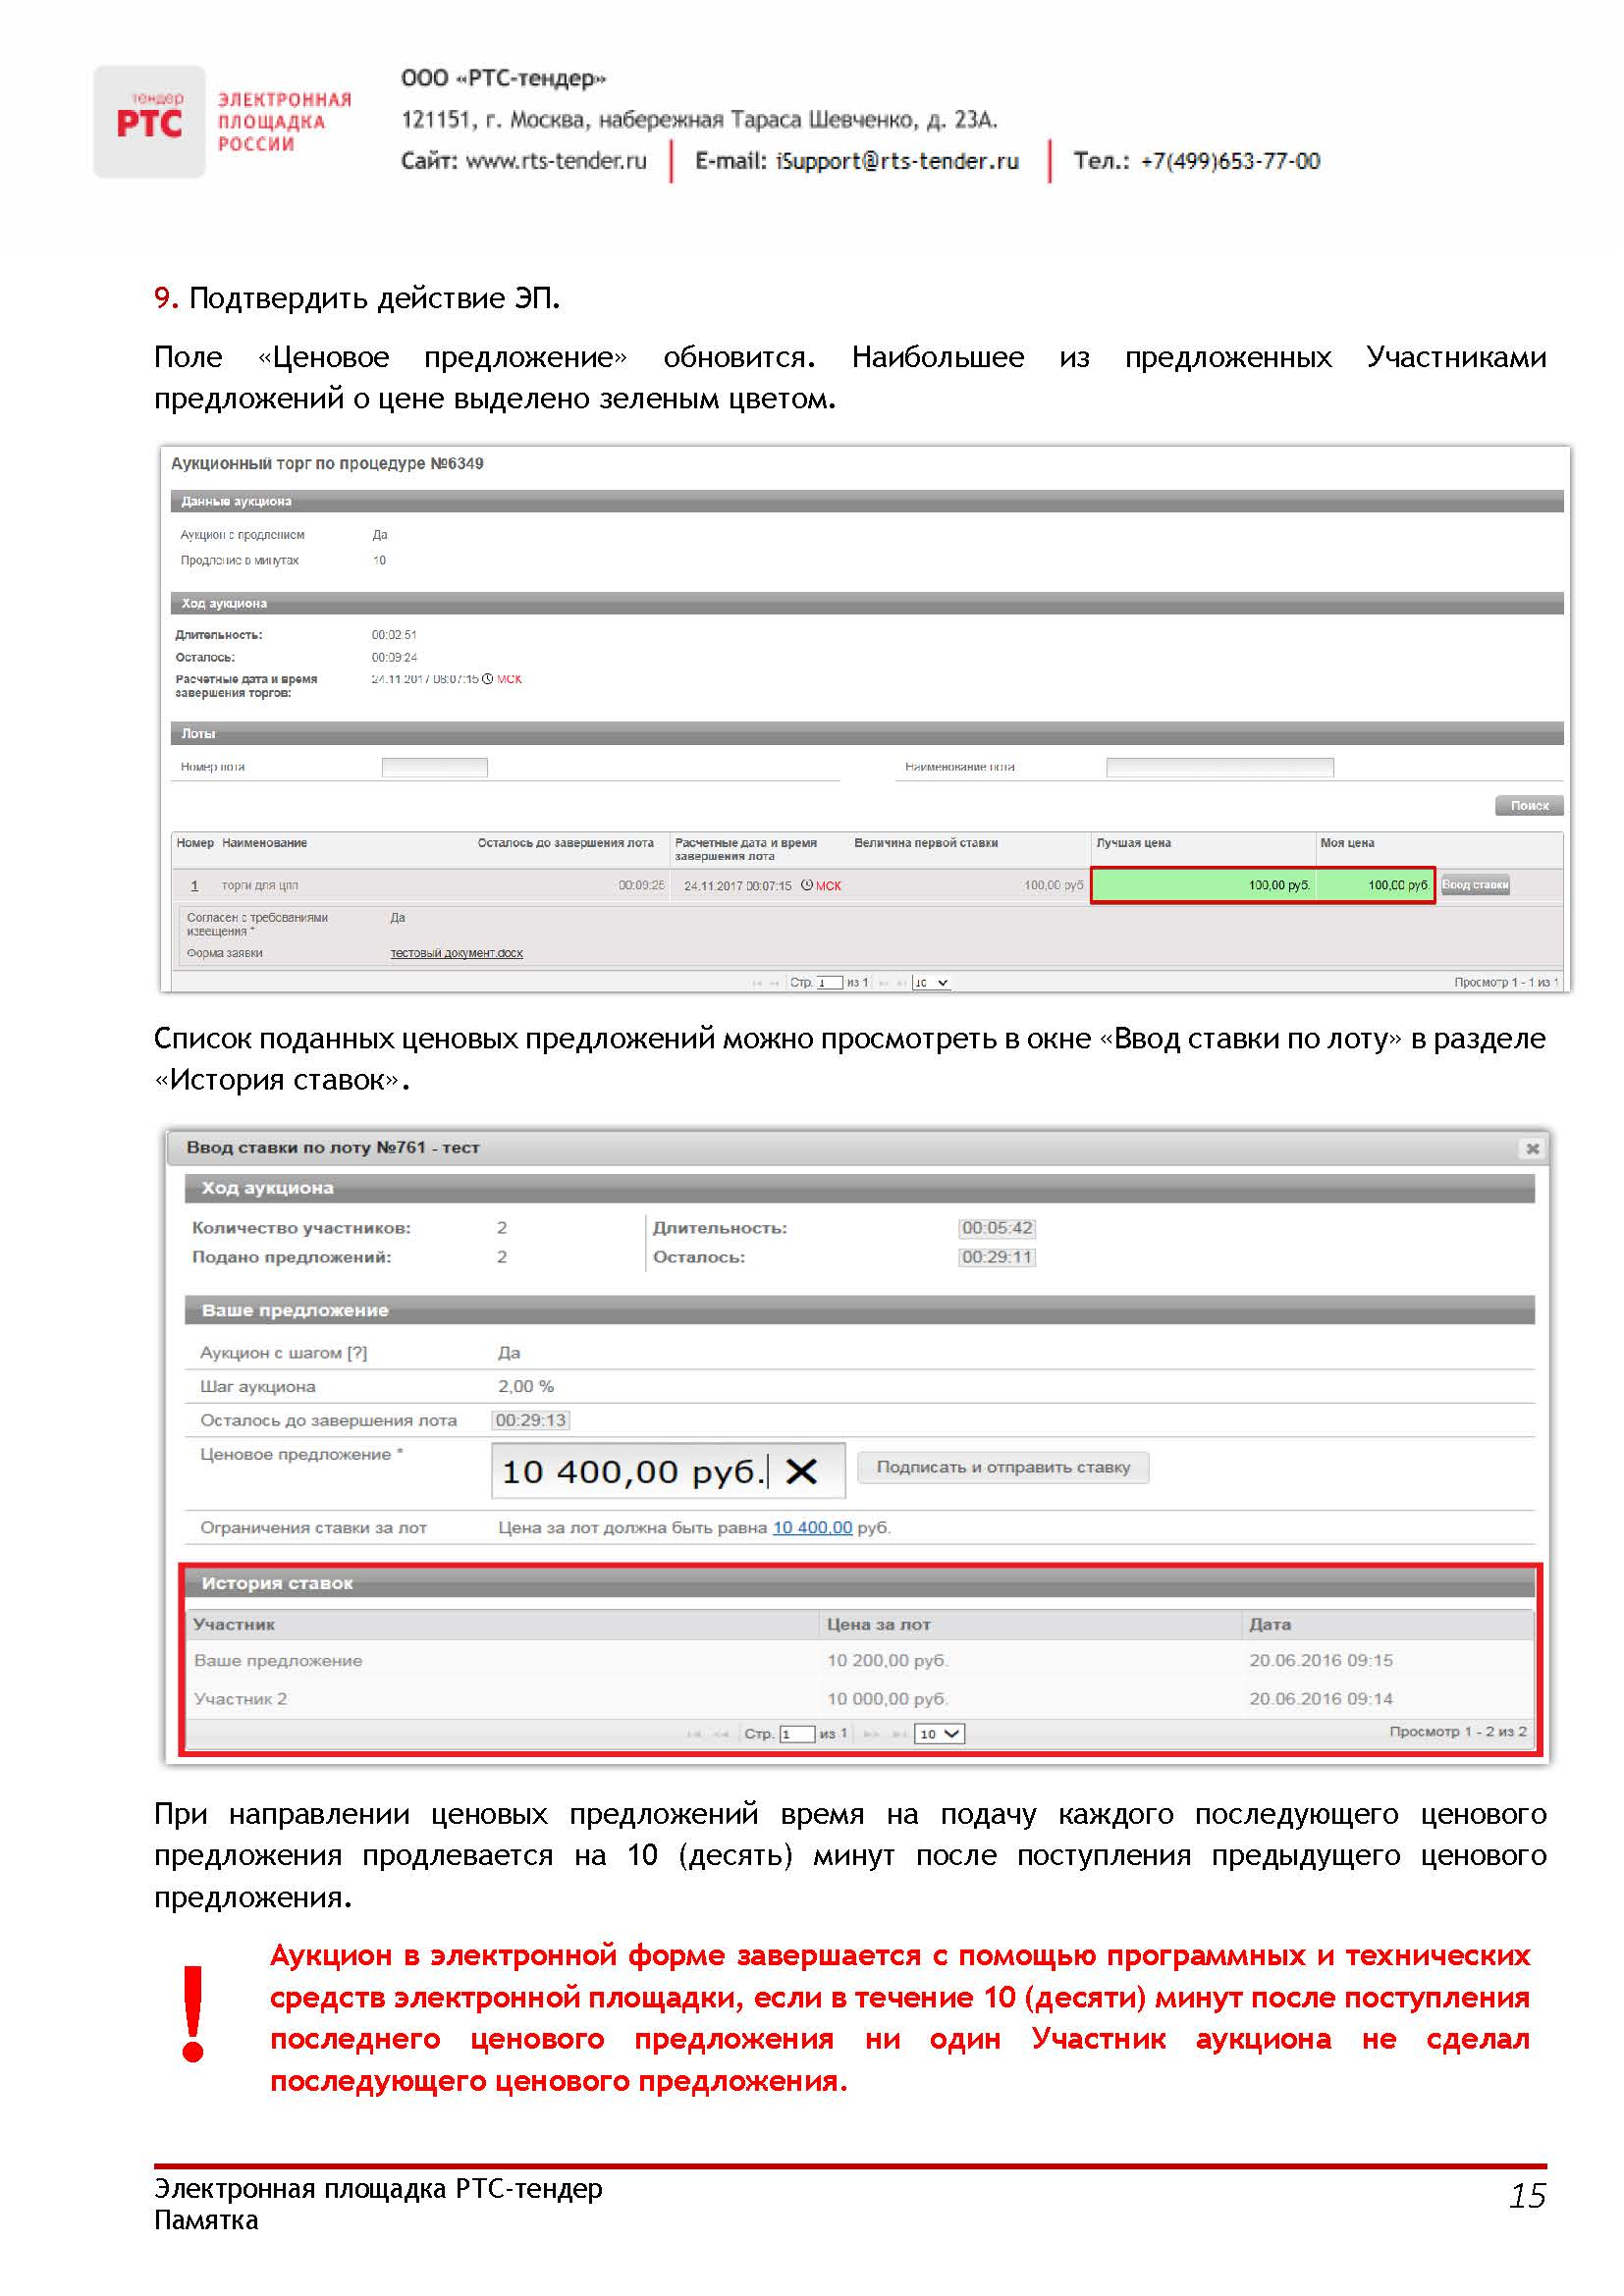 тендер
РТС
ЭЛЕКТРОННАЯ
ПЛОЩАДКА
РОССИИ
ООО «РТС-тендер»
121151, г. Москва, набережная Тараса Шевченко, д. 23А.
Сайт: www.rts-tender.ru E-mail: iSupport@rts-tender.ru Тел.: +7(499)653-77-00
9. Подтвердить действие ЭП.
Поле «Ценовое предложение» обновится. Наибольшее из предложенных Участниками
предложений о цене выделено зеленым цветом.
Аукционный торг по процедуре №6349
Данные аукциона
Аукцион с продлением Да
Продление в минутах 10
Ход аукциона
Длительность: 00:02:51
Осталось: 00:09:24
Расчетные дата и время
завершения торгов: 24.11.2017 08:07:15 МСК
Лоты
Номер лота Наименование лота
Поиск
Номер Наименование Осталось до завершения лота Расчетные дата и время
завершения лота Величина первой ставки Лучшая цена Моя цена
1 торги для цпп 00:09:25 24.11.2017 08:07:15 МСК 100,00 руб. 100,00 руб. 100,00 руб. Ввод ставки
Согласен с требованиями
извещения * Да
Форма заявки тестовый документ.docx
Стр. 1 из 1 10 Просмотр 1 - 1 из 1
Список поданных ценовых предложений можно просмотреть в окне «Ввод ставки по лоту» в разделе
«История ставок».
Ввод ставки по лоту №761 - тест
Ход аукциона
Количество участников: 2 Длительность: 00:05:42
Подано предложений: 2 Осталось: 00:29:11
Ваше предложение
Аукцион с шагом [?] Да
Шаг аукциона 2,00 %
Осталось до завершения лота 00:29:13
Ценовое предложение * 10 400,00 руб. Подписать и отправить ставку
Ограничения ставки за лот Цена за лот должна быть равна 10 400,00 руб.
История ставок
Участник Цена за лот Дата
Ваше предложение 10 200,00 руб. 20.06.2016 09:15
Участник 2 10 000,00 руб. 20.06.2016 09:14
Стр. 1 из 1 10 Просмотр 1 - 2 из 2
При направлении ценовых предложений время на подачу каждого последующего ценового
предложения продлевается на 10 (десять) минут после поступления предыдущего ценового
предложения.
! Аукцион в электронной форме завершается с помощью программных и технических
средств электронной площадки, если в течение 10 (десяти) минут после поступления
последнего ценового предложения ни один Участник аукциона не сделал
последующего ценового предложения.
Электронная площадка РТС-тендер
Памятка
15